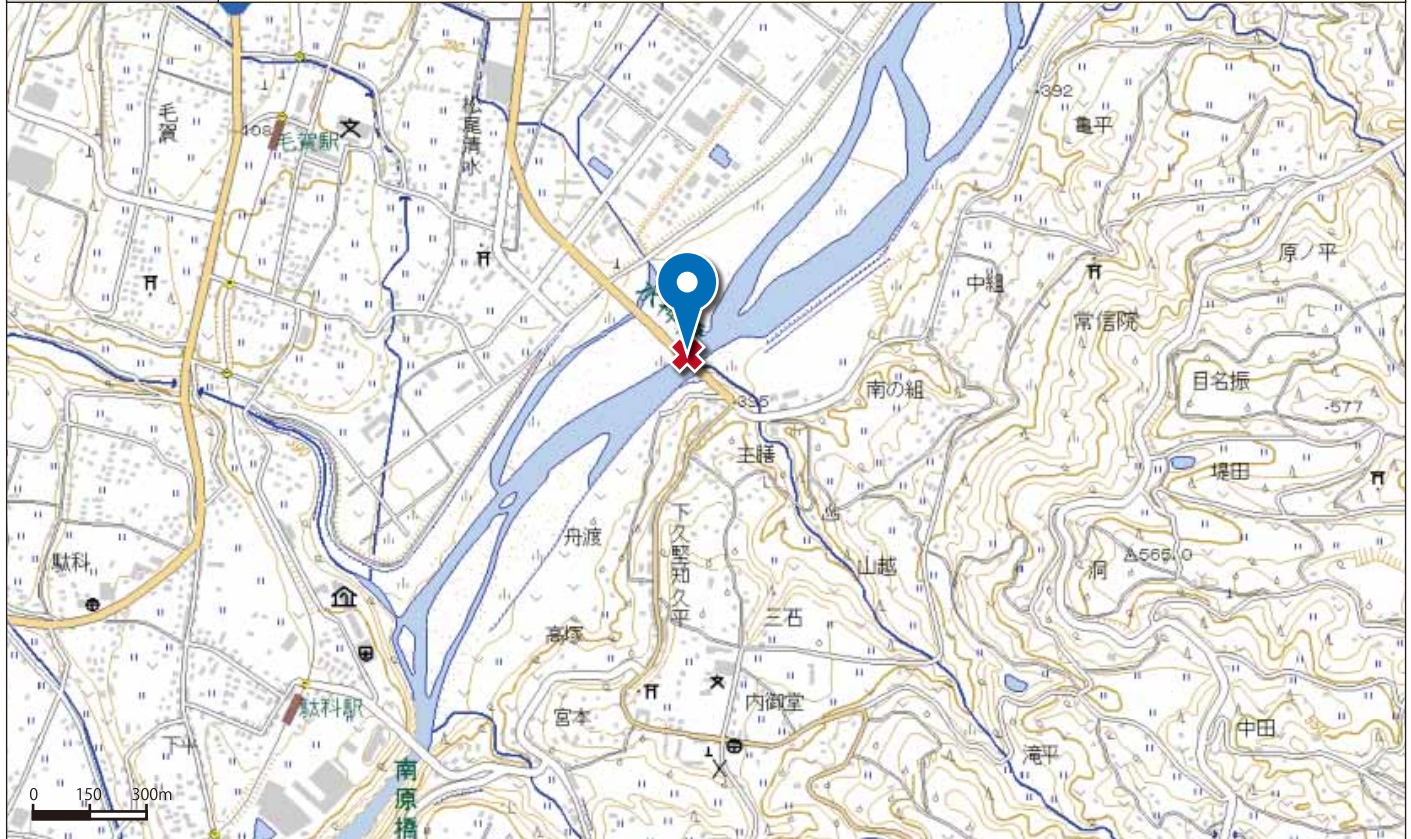 毛賀
408
毛賀駅
松尾清水
392
亀平
原ノ平
中組
常信院
目名振
577
南の組
395
主膳
堤田
舟渡
下久堅知久平
山越
洞
565.0
駄科
高塚
三石
宮本
内御堂
中田
滝平
駄科駅
下平
南原橋
0 150 300m